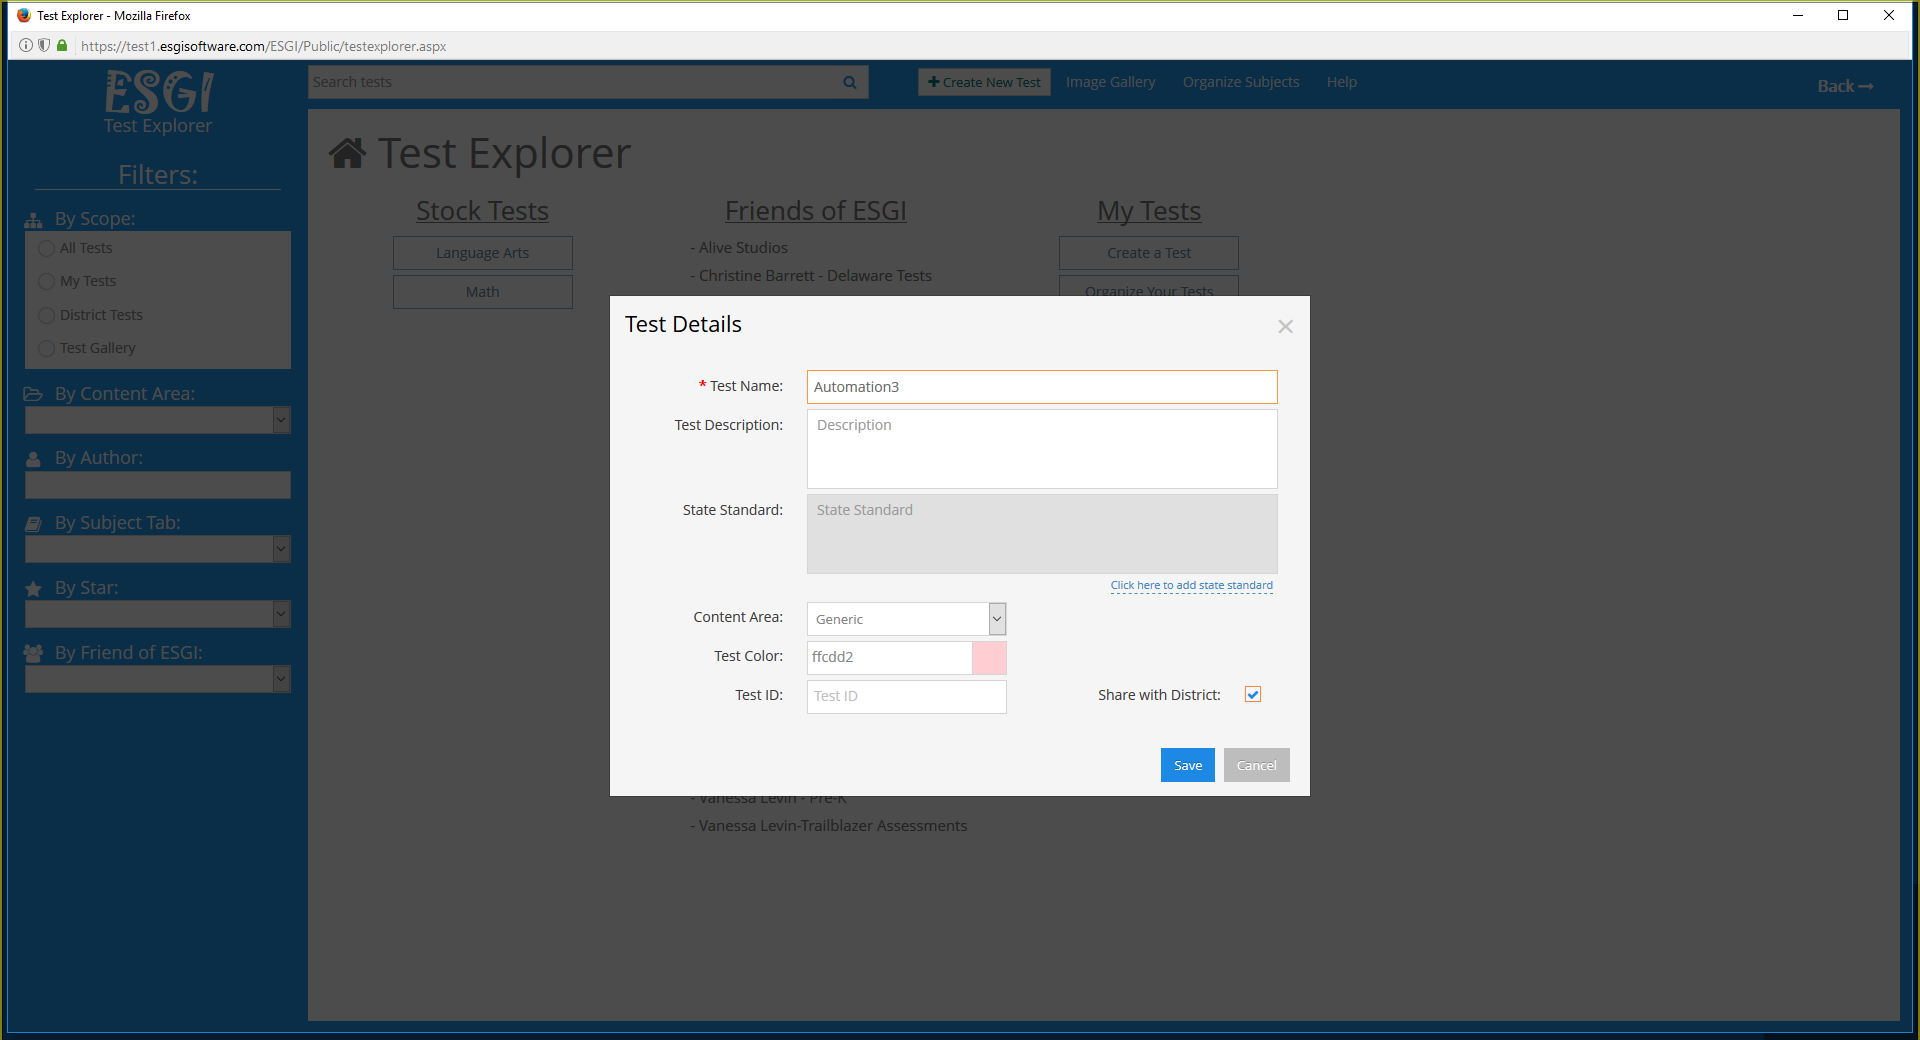 Test Explorer - Mozilla Firefox
https://test1.esgisoftware.com/ESGI/Public/testexplorer.aspx
ESGI
Test Explorer
Search tests
Create New Test
Image Gallery
Organize Subjects
Help
Back
Filters:
By Scope:
All Tests
My Tests
District Tests
Test Gallery
By Content Area:
By Author:
By Subject Tab:
By Star:
By Friend of ESGI:
Test Explorer
Stock Tests
Language Arts
Math
Friends of ESGI
- Alive Studios
- Christine Barrett - Delaware Tests
My Tests
Create a Test
Organize Your Tests
Test Details
* Test Name:
Automation3
Test Description:
Description
State Standard:
State Standard
Click here to add state standard
Content Area:
Generic
Test Color:
ffcdd2
Test ID:
Test ID
Share with District:
Save
Cancel
- Vanessa Levin - Pre-K
- Vanessa Levin-Trailblazer Assessments